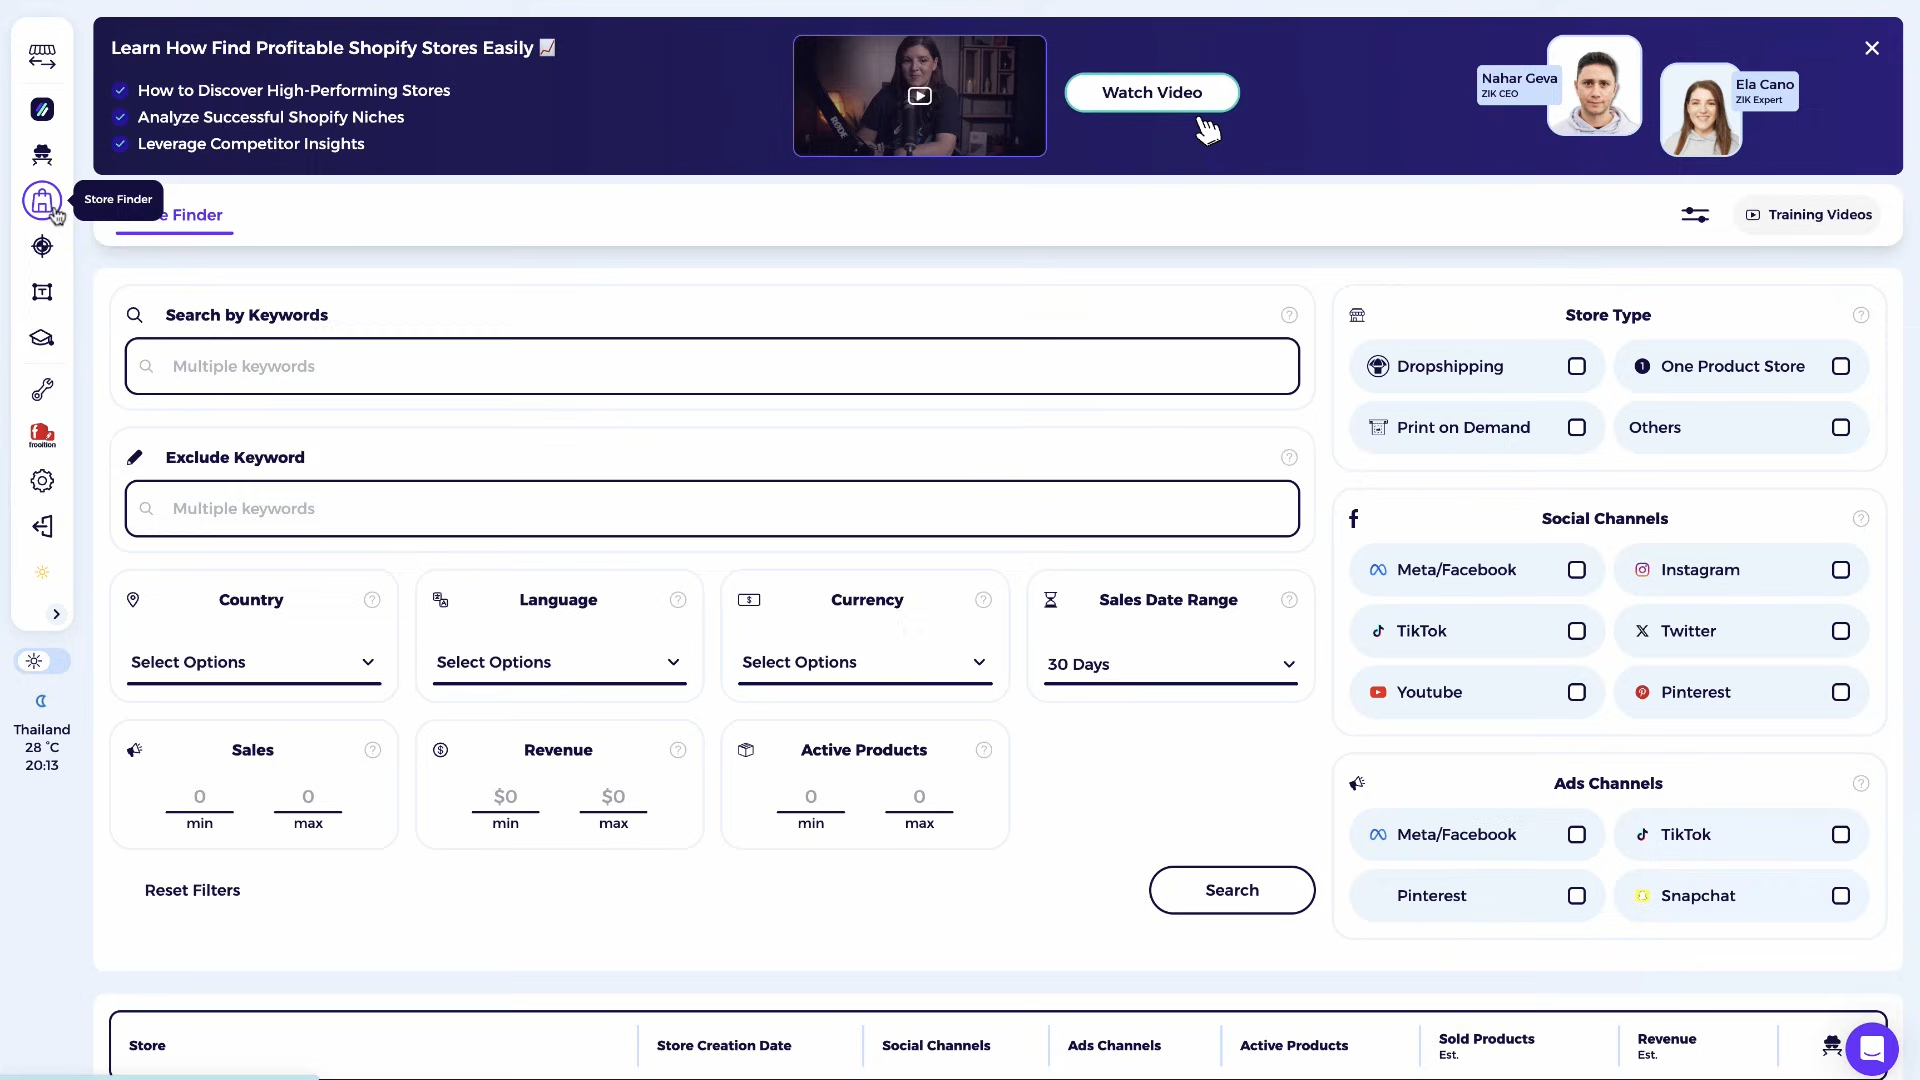 Learn How Find Profitable Shopify Stores Easily
How to Discover High-Performing Stores
Analyze Successful Shopify Niches
Leverage Competitor Insights
RØDE
Watch Video
Nahar Geva
ZIK CEO
Ela Cano
ZIK Expert
Store Finder
e Finder
Training Videos
Search by Keywords
Multiple keywords
Exclude Keyword
Multiple keywords
Country
Select Options
Language
Select Options
Currency
Select Options
Sales Date Range
30 Days
Sales
0 0
min max
Revenue
$0 $0
min max
Active Products
0 0
min max
Reset Filters
Search
Store Type
Dropshipping
One Product Store
Print on Demand
Others
Social Channels
Meta/Facebook
Instagram
TikTok
Twitter
Youtube
Pinterest
Ads Channels
Meta/Facebook
TikTok
Pinterest
Snapchat
frooition
Thailand
28 °C
20:13
Store
Store Creation Date
Social Channels
Ads Channels
Active Products
Sold Products
Est.
Revenue
Est.